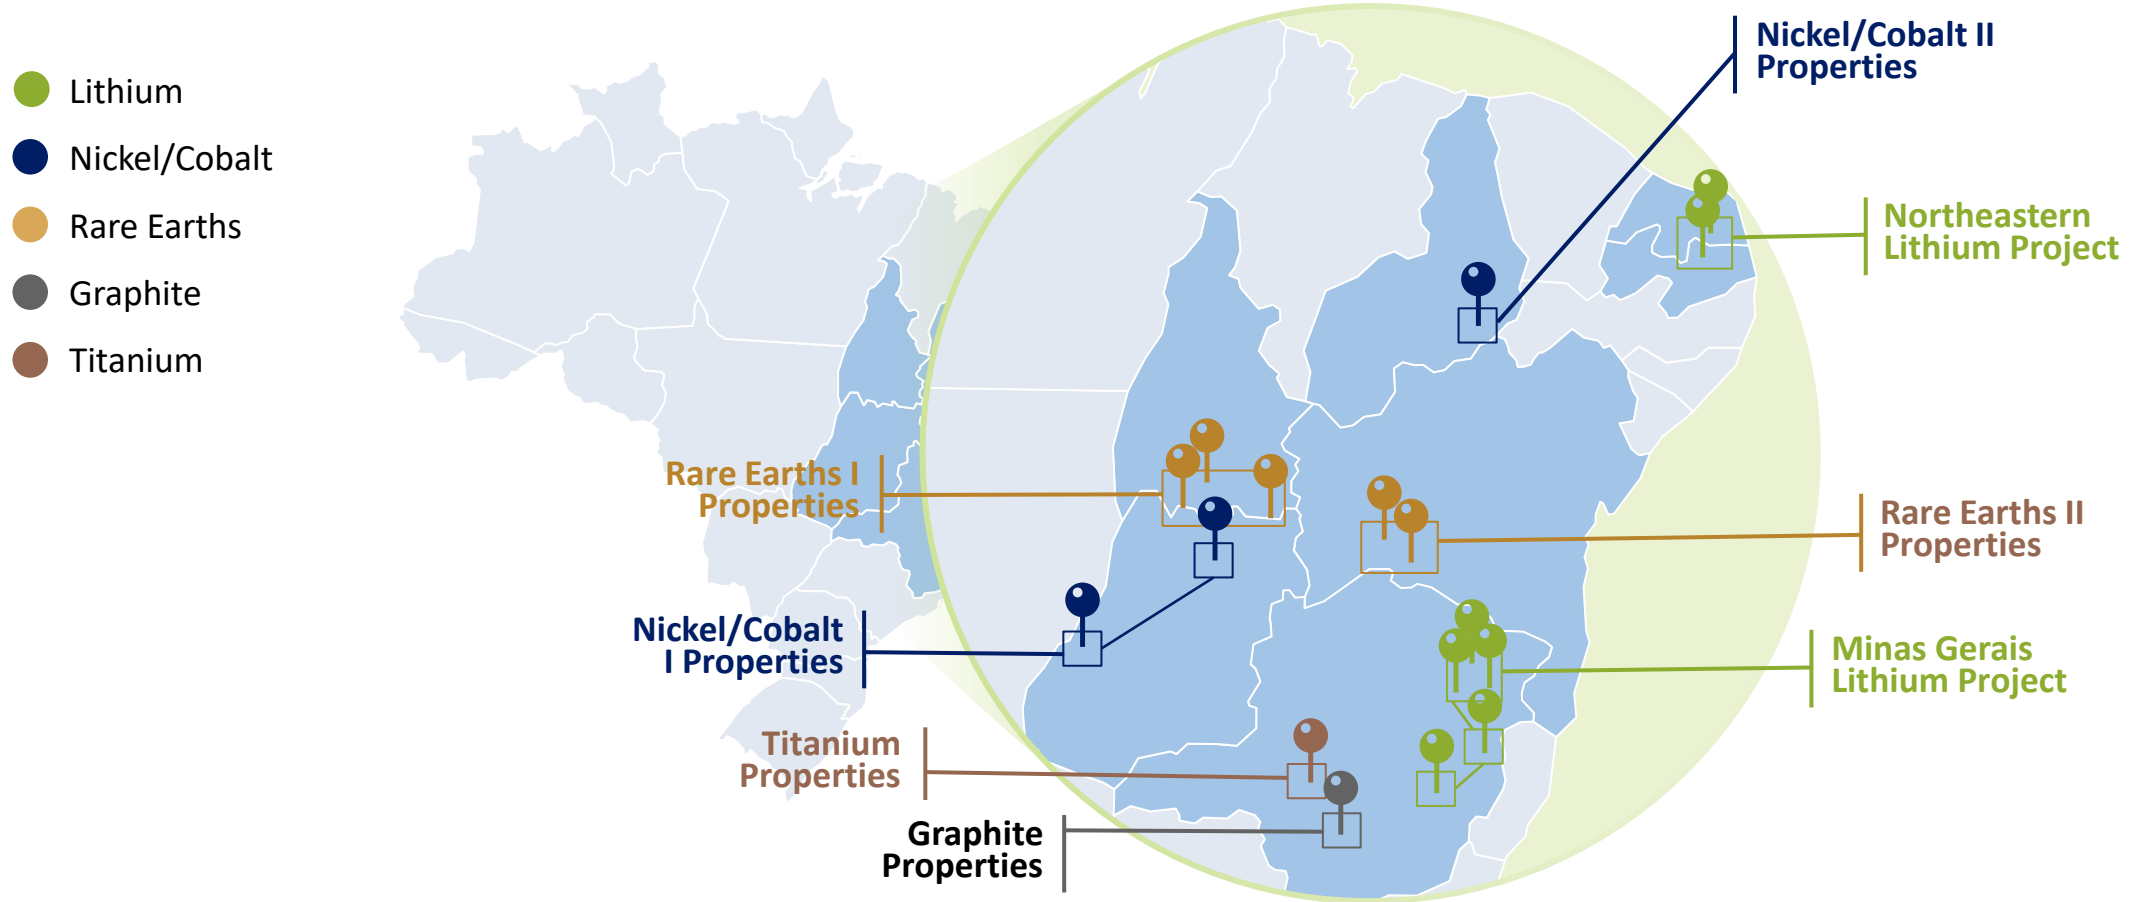 Lithium
Nickel/Cobalt
Rare Earths
Graphite
Titanium
Nickel/Cobalt II
Properties
Northeastern
Lithium Project
Rare Earths I
Properties
Rare Earths II
Properties
Nickel/Cobalt
I Properties
Minas Gerais
Lithium Project
Titanium
Properties
Graphite
Properties